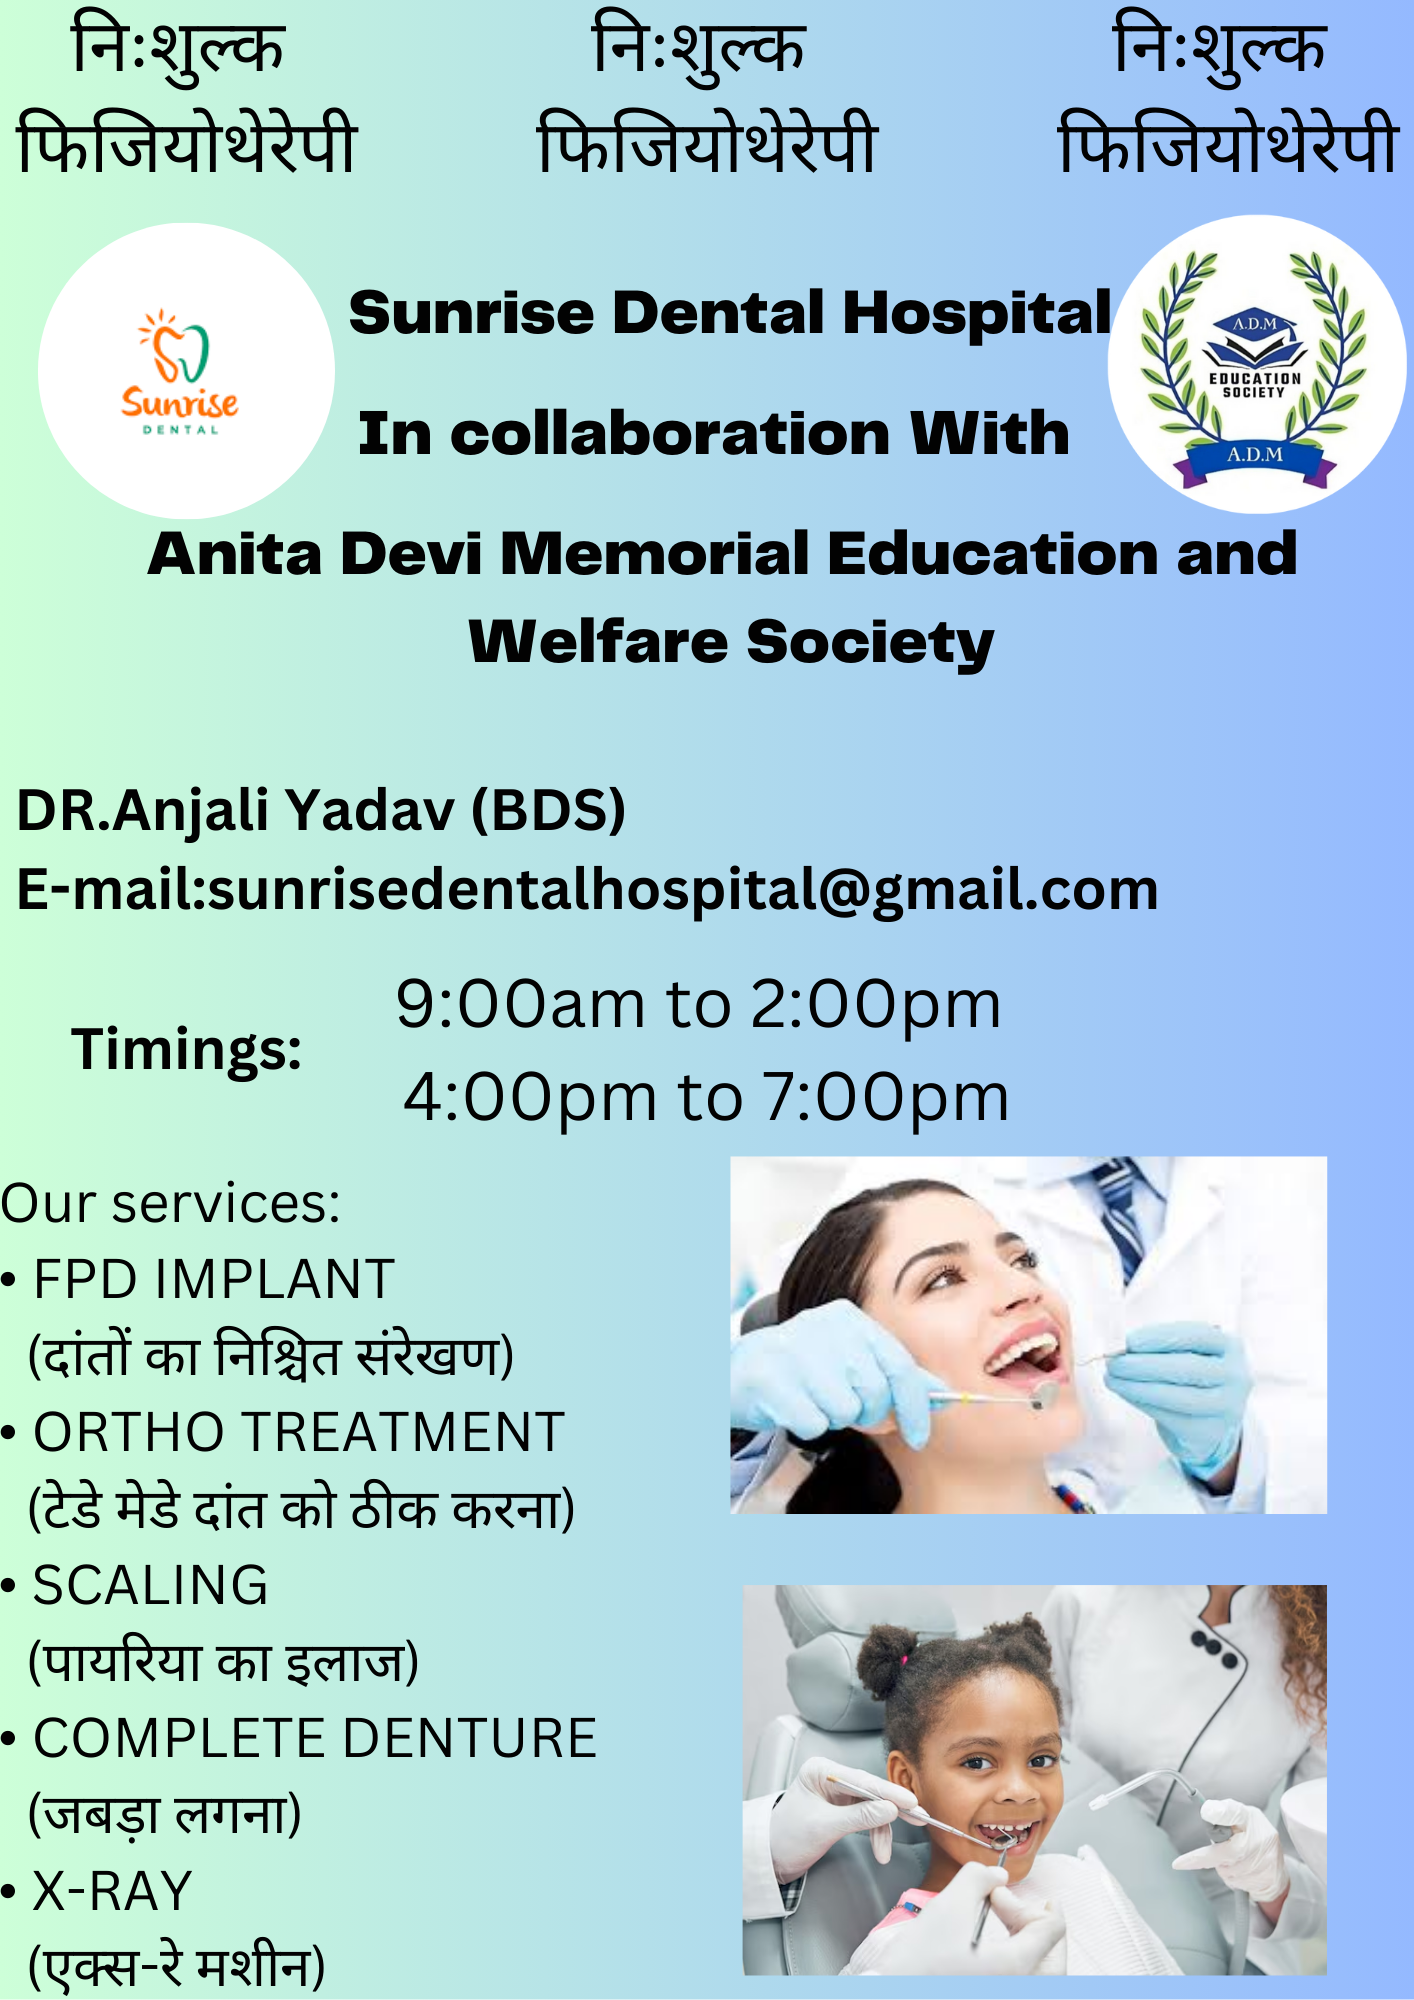 निःशुल्क निःशुल्क निःशुल्क
फिजियोथेरेपी फिजियोथेरेपी फिजियोथेरेपी
Sunrise
DENTAL
Sunrise Dental Hospital
A.D.M
EDUCATION
SOCIETY
A.D.M
In collaboration With
Anita Devi Memorial Education and
Welfare Society
DR.Anjali Yadav (BDS)
E-mail:sunrisedentalhospital@gmail.com
Timings:
9:00am to 2:00pm
4:00pm to 7:00pm
Our services:
• FPD IMPLANT
(दांतों का निश्चित संरेखण)
• ORTHO TREATMENT
(टेडे मेडे दांत को ठीक करना)
• SCALING
(पायरिया का इलाज)
• COMPLETE DENTURE
(जबड़ा लगना)
• X-RAY
(एक्स-रे मशीन)